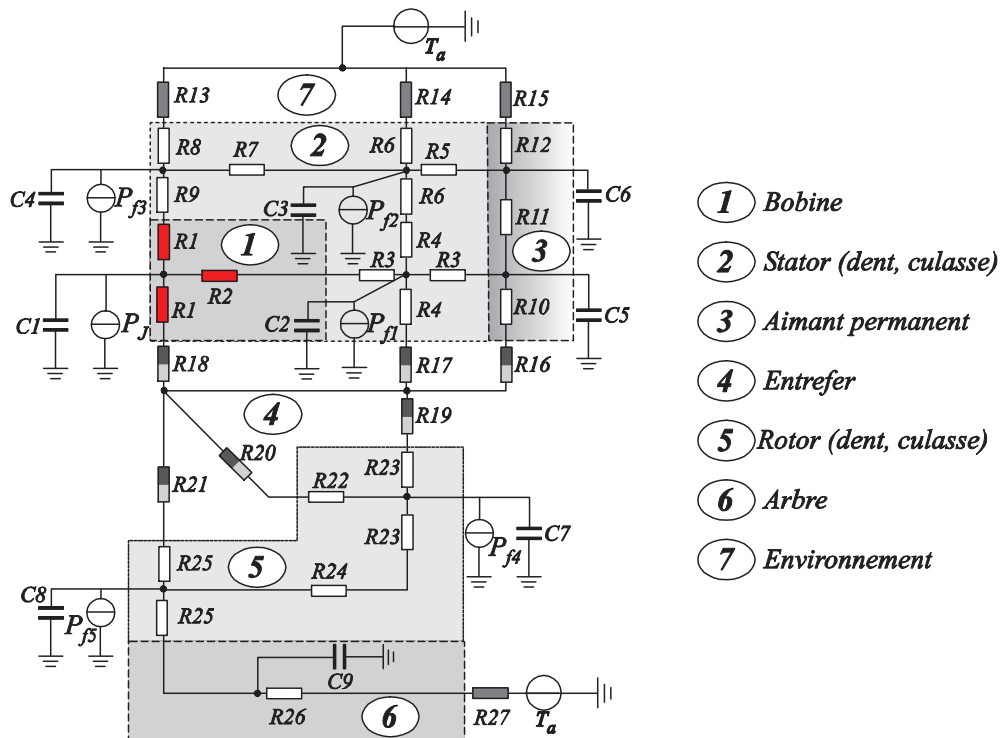 Ta
R13
7
R14
R15
R8
2
R6
R12
R7
R5
C4
Pf3
R9
C3
Pf2
R6
R11
C6
R1
1
R4
3
R3
R3
R2
C1
PJ
R1
C2
Pf1
R4
R10
C5
R18
R17
R16
4
R19
R20
R21
R22
R23
R23
Pf4
C7
R25
5
R24
C8
Pf5
R25
C9
R26
6
R27
Ta
1 Bobine
2 Stator (dent, culasse)
3 Aimant permanent
4 Entrefer
5 Rotor (dent, culasse)
6 Arbre
7 Environnement